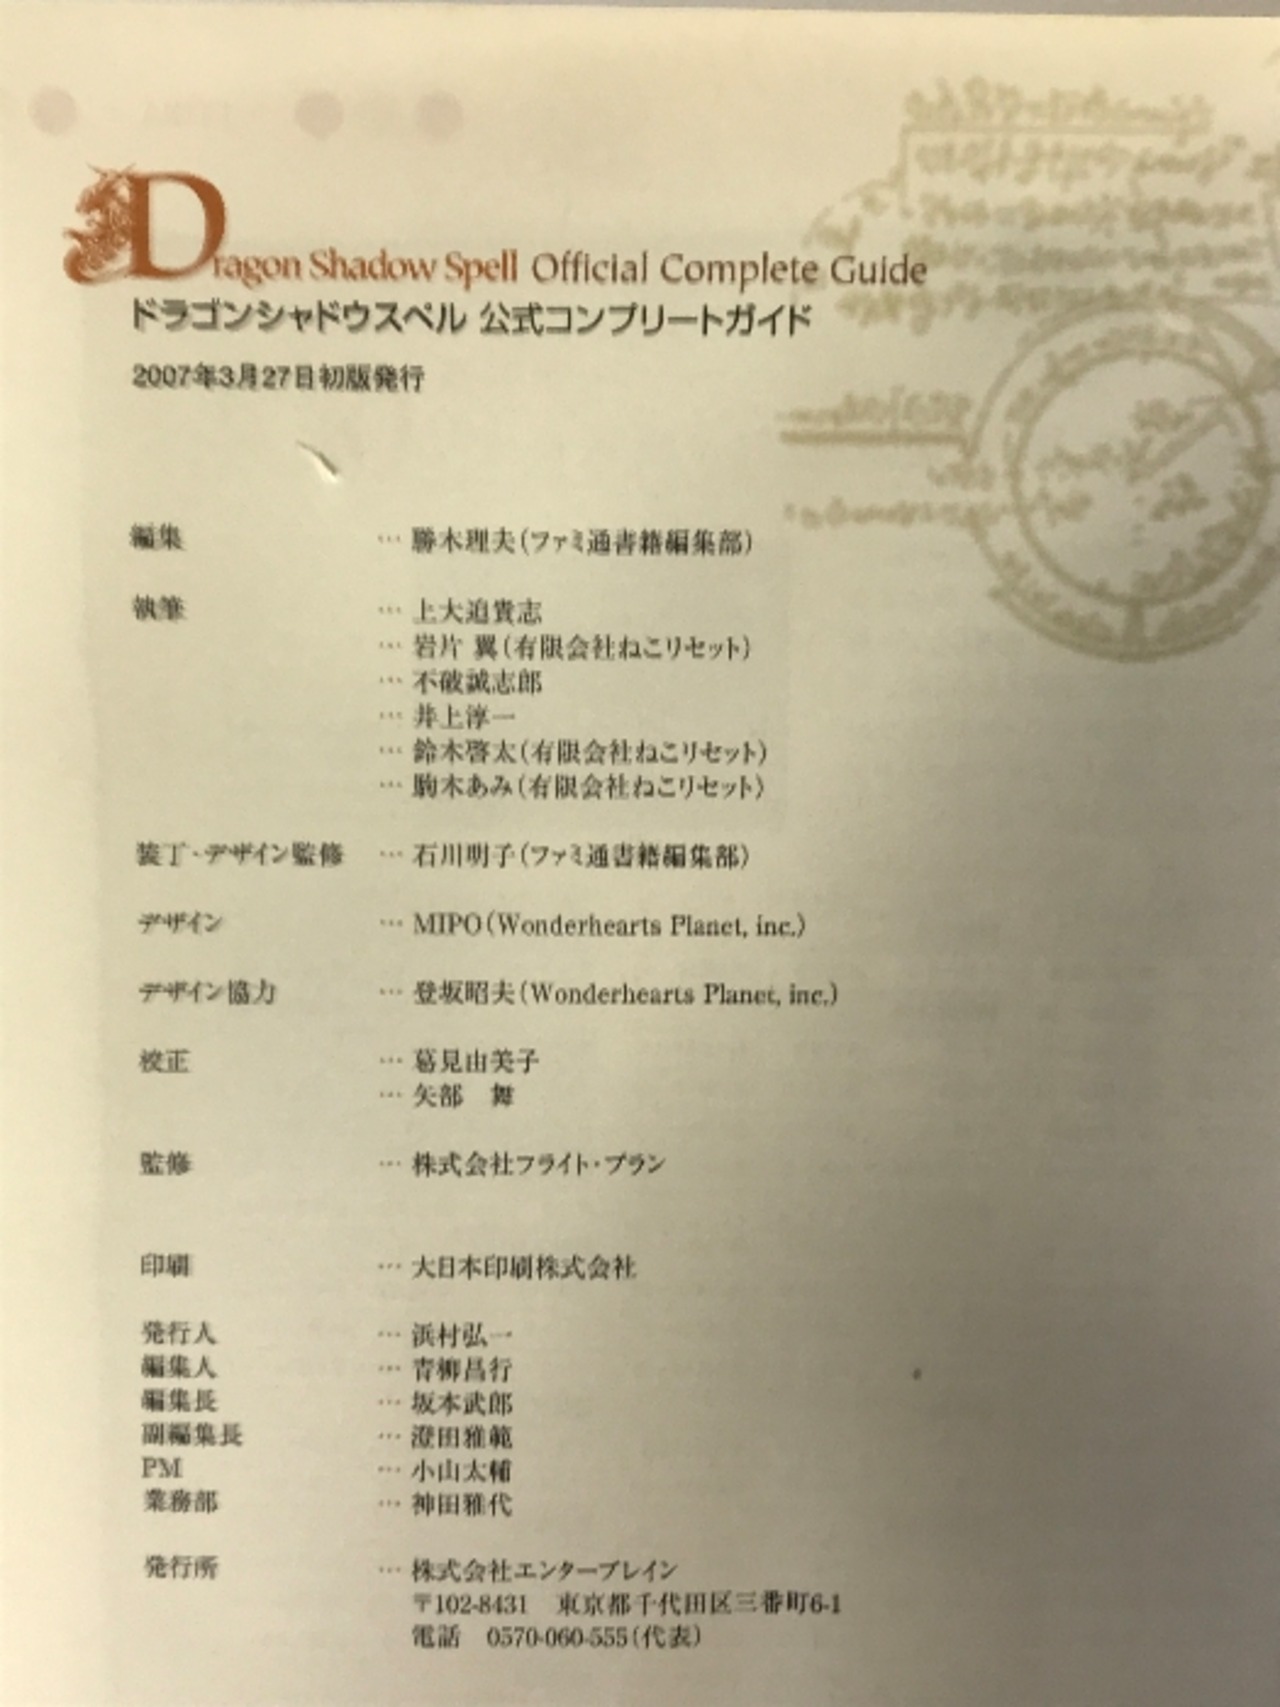 Dragon Shadow Spell Official Complete Guide
ドラゴンシャドウスペル 公式コンプリートガイド
2007年3月27日初版発行
編集 … 勝木理夫(ファミ通書籍編集部)
執筆 … 上大迫貴志
… 岩片 翼(有限会社ねこリセット)
… 不破誠志郎
… 井上淳一
… 鈴木啓太(有限会社ねこリセット)
… 駒木あみ(有限会社ねこリセット)
装丁・デザイン監修 … 石川明子(ファミ通書籍編集部)
デザイン … MIPO(Wonderhearts Planet, inc.)
デザイン協力 … 登坂昭夫(Wonderhearts Planet, inc.)
校正 … 葛見由美子
… 矢部　舞
監修 … 株式会社フライト・プラン
印刷 … 大日本印刷株式会社
発行人 … 浜村弘一
編集人 … 青柳昌行
編集長 … 坂本武郎
副編集長 … 澄田雅範
PM … 小山太輔
業務部 … 神田雅代
発行所 … 株式会社エンターブレイン
〒102-8431　東京都千代田区三番町6-1
電話　0570-060-555(代表)